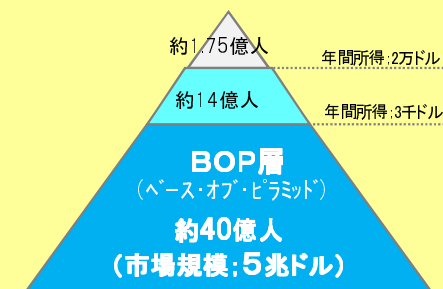 約1.75億人
年間所得;2万ドル
約14億人
年間所得;3千ドル
ＢＯＰ層
(ﾍﾞｰｽ･ｵﾌﾞ･ﾋﾟﾗﾐｯﾄﾞ)
約40億人
(市場規模;５兆ドル)